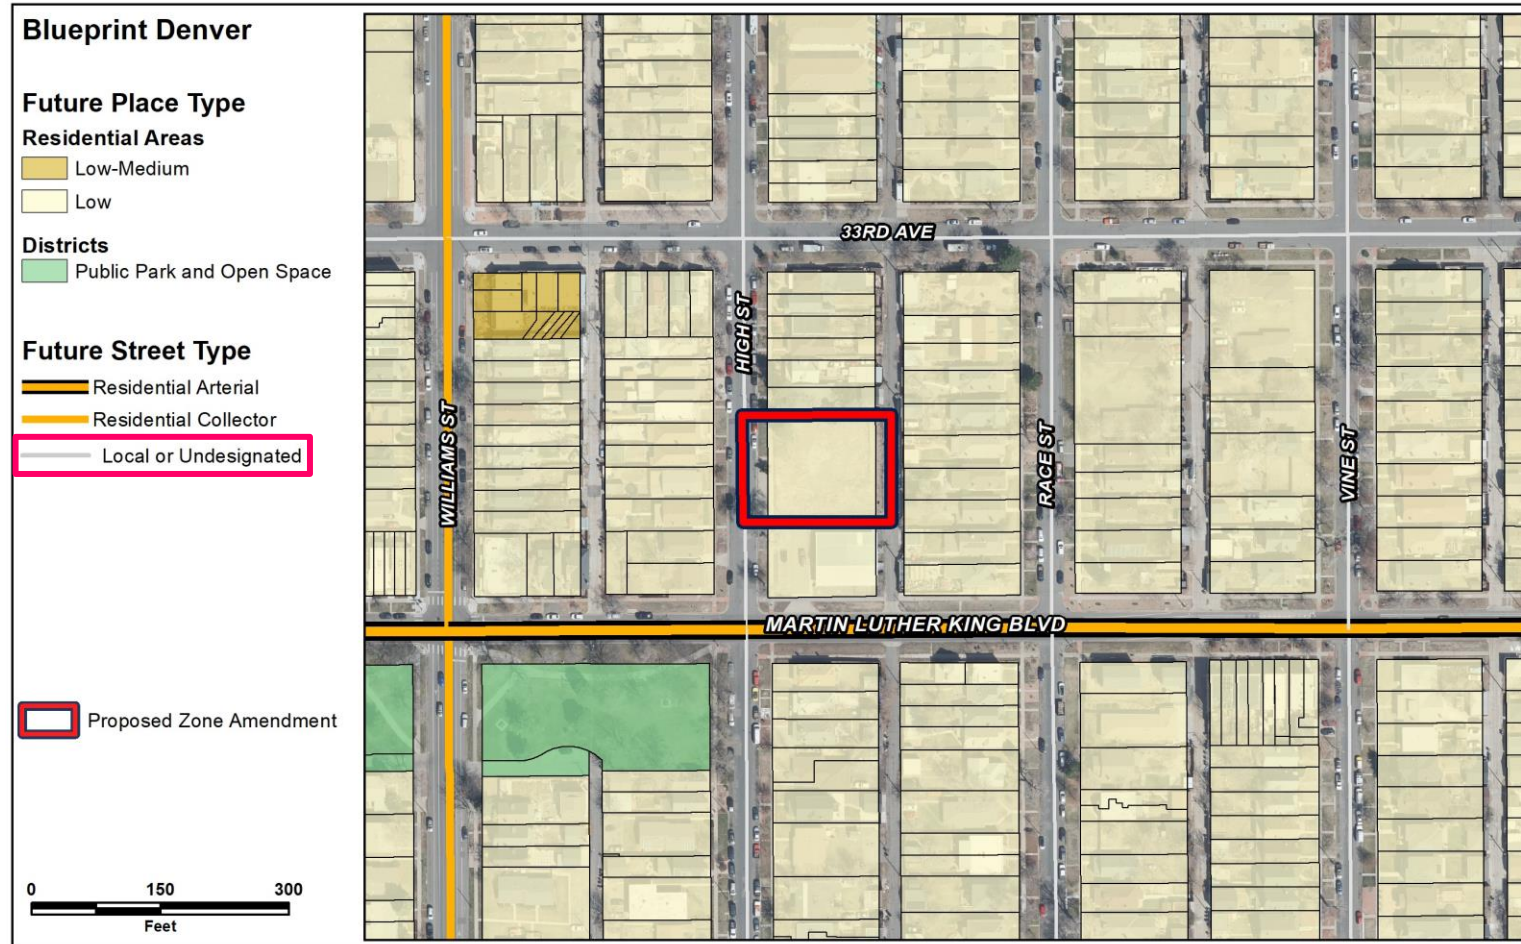 Blueprint Denver
Future Place Type
Residential Areas
Low-Medium
Low
Districts
Public Park and Open Space
Future Street Type
Residential Arterial
Residential Collector
Local or Undesignated
Proposed Zone Amendment
0 150 300
Feet
33RD AVE
HIGH ST
WILLIAMS ST
RACE ST
VINE ST
MARTIN LUTHER KING BLVD